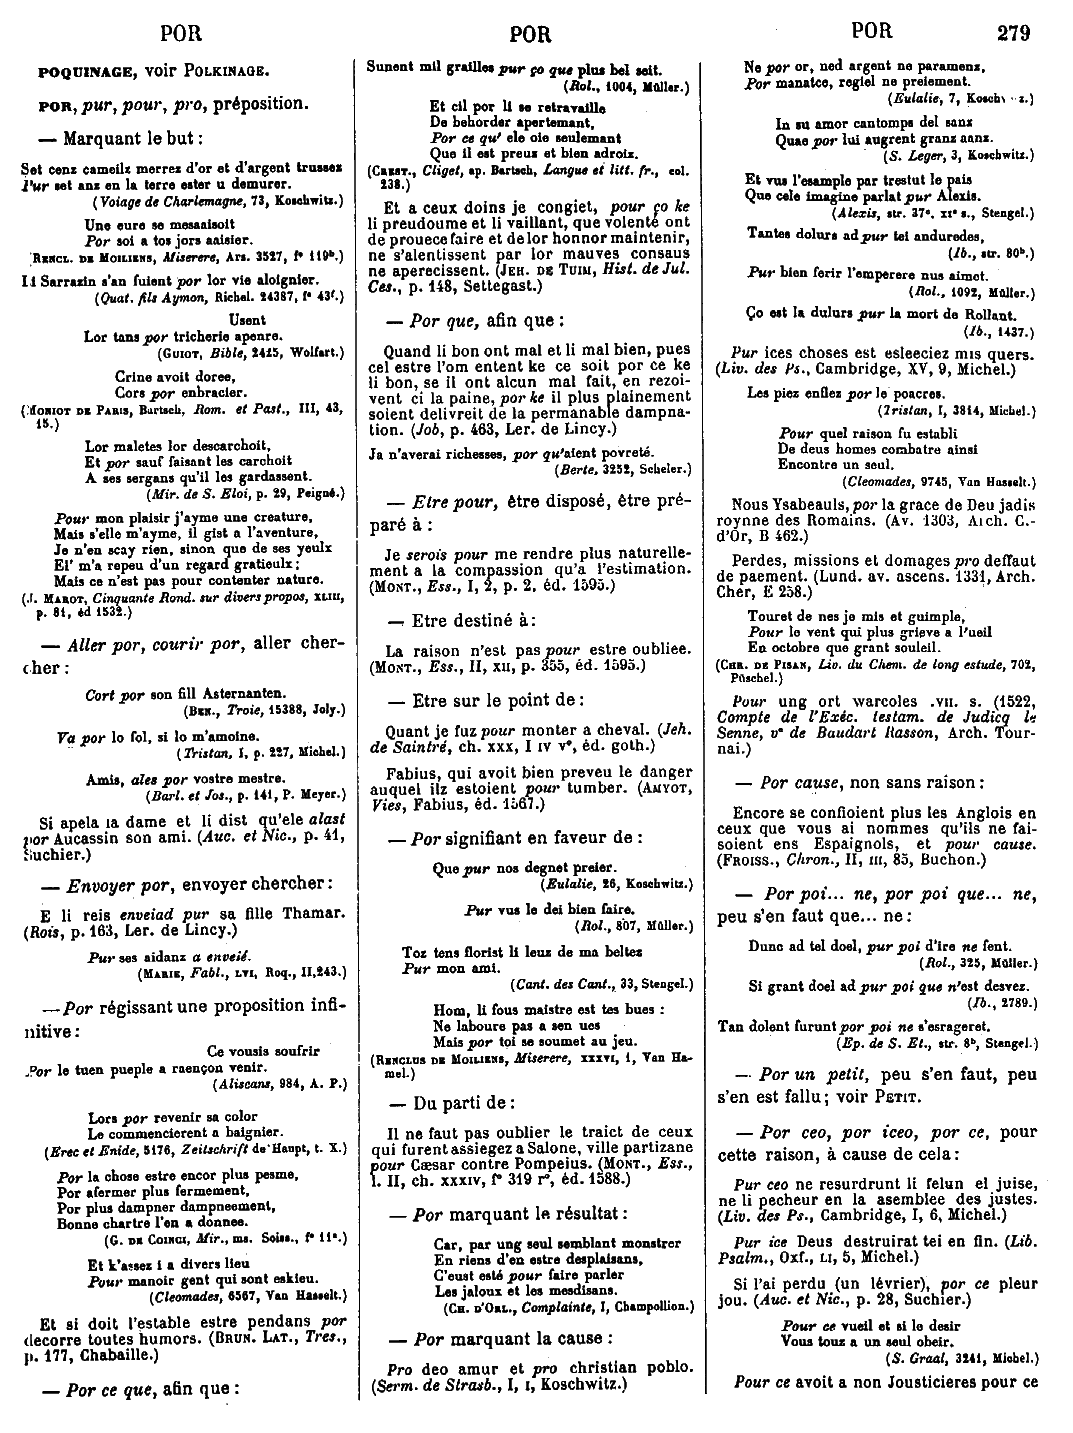 POR
POR
POR 279
POQUINAGE, voir POLKINAGE.
POR, pur, pour, pro, préposition.
— Marquant le but :
Set cenz cameilz merrez d'or et d'argent trussez
Pur set anz en la terre ester u demurer.
(Voiage de Charlemagne, 73, Koschwitz.)
Une eure se mesaaisoit
Por soi a tos jors aaisier.
RENCL. DE MOILIENS, Miserere, Ars. 3527, f° 110ᵇ.)
Li Sarrazin s'an fuient por lor vie aloignier.
(Quat. fils Aymon, Richel. 24387, f° 43ᶠ.)
Usent
Lor tans por tricherie apenre.
(GUIOT, Bible, 2415, Wolfart.)
Crine avoit doree,
Cors por enbracier.
(MONIOT DE PARIS, Bartsch, Rom. et Past., III, 43,
15.)
Lor maletes lor descarchoit,
Et por sauf faisant les carchoit
A ses sergans qu'il les gardassent.
(Mir. de S. Eloi, p. 29, Peigné.)
Pour mon plaisir j'ayme une creature,
Mais s'elle m'ayme, il gist a l'aventure,
Je n'en scay rien, sinon que de ses yeulx
El' m'a repeu d'un regard gratieulx ;
Mais ce n'est pas pour contenter nature.
(J. MAROT, Cinquante Rond. sur divers propos, XLIII,
p. 81, éd 1532.)
— Aller por, courir por, aller cher-
cher :
Cort por son fill Asternanten.
(BEN., Troie, 15388, Joly.)
Va por lo fol, si lo m'amoine.
(Tristan, I, p. 227, Michel.)
Amis, ales por vostre mestre.
(Barl. et Jos., p. 141, P. Meyer.)
Si apela la dame et li dist qu'ele alast
por Aucassin son ami. (Auc. et Nic., p. 41,
Suchier.)
— Envoyer por, envoyer chercher :
E li reis enveiad pur sa fille Thamar.
(Rois, p. 163, Ler. de Lincy.)
Pur ses aidanz a enveié.
(MARIE, Fabl., LVI, Roq., II, 243.)
— Por régissant une proposition infi-
nitive :
Ce vousis soufrir
Por le tuen pueple a raençon venir.
(Aliscans, 984, A. P.)
Lors por revenir sa color
Le commencierent a baignier.
(Erec et Enide, 5176, Zeitschrift de Haupt, t. X.)
Por la chose estre encor plus pesme,
Por afermer plus fermement,
Por plus dampner dampneement,
Bonne chartre l'en a donnee.
(G. DE COINCI, Mir., ms. Soiss., f° 11ᵃ.)
Et k'assez i a divers lieu
Pour manoir gent qui sont eskieu.
(Cleomades, 6567, Van Hasselt.)
Et si doit l'estable estre pendans por
decorre toutes humors. (BRUN. LAT., Tres.,
p. 177, Chabaille.)
— Por ce que, afin que :
Sunent mil grailles pur ço que plus bel seit.
(Rol., 1004, Müller.)
Et cil por li se retravaille
De behorder apertemant,
Por ce qu' ele oie seulemant
Que il est preuz et bien adroiz.
(CREST., Cliget, ap. Bartsch, Langue et litt. fr., col.
238.)
Et a ceux doins je congiet, pour ço ke
li preudoume et li vaillant, que volenté ont
de prouece faire et de lor honnor maintenir,
ne s'alentissent par lor mauves consaus
ne aperecissent. (JEH. DE TUIM, Hist. de Jul.
Ces., p. 148, Settegast.)
— Por que, afin que :
Quand li bon ont mal et li mal bien, pues
cel estre l'om entent ke ce soit por ce ke
li bon, se il ont alcun mal fait, en rezoi-
vent ci la paine, por ke il plus plainement
soient delivreit de la permanable dampna-
tion. (Job, p. 463, Ler. de Lincy.)
Ja n'averai richesses, por qu'aient povreté.
(Berte, 3252, Scheler.)
— Etre pour, être disposé, être pré-
paré à :
Je serois pour me rendre plus naturelle-
ment a la compassion qu'a l'estimation.
(MONT., Ess., I, 2, p. 2, éd. 1595.)
— Etre destiné à :
La raison n'est pas pour estre oubliee.
(MONT., Ess., II, XII, p. 355, éd. 1595.)
— Etre sur le point de :
Quant je fuz pour monter a cheval. (Jeh.
de Saintré, ch. XXX, I IV v°, éd. goth.)
Fabius, qui avoit bien preveu le danger
auquel ilz estoient pour tumber. (AMYOT,
Vies, Fabius, éd. 1567.)
— Por signifiant en faveur de :
Que pur nos degnet preier.
(Eulalie, 26, Koschwitz.)
Pur vus le dei bien faire.
(Rol., 807, Müller.)
Toz tens florist li leuz de ma beltez
Pur mon ami.
(Cant. des Cant., 33, Stengel.)
Hom, li fous maistre est tes bues :
Ne laboure pas a sen ues
Mais por toi se soumet au jeu.
(RENCLUS DE MOILIENS, Miserere, XXXVI, 1, Van Ha-
mel.)
— Du parti de :
Il ne faut pas oublier le traict de ceux
qui furent assiegez a Salone, ville partizane
pour Cæsar contre Pompeius. (MONT., Ess.,
l. II, ch. XXXIV, f° 319 r°, éd. 1588.)
— Por marquant le résultat :
Car, par ung seul semblant monstrer
En riens d'en estre desplaisans,
C'eust esté pour faire parler
Les jaloux et les mesdisans.
(CH. D'ORL., Complainte, I, Champollion.)
— Por marquant la cause :
Pro deo amur et pro christian poblo.
(Serm. de Strasb., I, 1, Koschwitz.)
Ne por or, ned argent ne paramenz,
Por manatce, regiel ne preiement.
(Eulalie, 7, Koschwitz.)
In su amor cantomps del sanz
Quae por lui augrent granz aanz.
(S. Leger, 3, Koschwitz.)
Et vus l'esample par trestut le pais
Que cele imagine parlat pur Alexis.
(Alexis, str. 37ᵉ, XIᵉ s., Stengel.)
Tantes dolurs ad pur tei anduredes,
(Ib., str. 80ᵇ.)
Pur bien ferir l'emperere nus aimet.
(Rol., 1092, Müller.)
Ço est la dulurs pur la mort de Rollant.
(Ib., 1437.)
Pur ices choses est esleeciez mis quers.
(Liv. des Ps., Cambridge, XV, 9, Michel.)
Les piez enflez por le poacres.
(Tristan, I, 3814, Michel.)
Pour quel raison fu establi
De deus homes combatre ainsi
Encontre un seul.
(Cleomades, 9745, Van Hasselt.)
Nous Ysabeauls, por la grace de Deu jadis
royne des Romains. (Av. 1303, Arch. C.-
d'Or, B 462.)
Perdes, missions et domages pro deffaut
de paement. (Lund. av. ascens. 1331, Arch.
Cher, E 258.)
Touret de nes je mis et guimple,
Pour le vent qui plus grieve a l'ueil
En octobre que grant souleil.
(CHR. DE PISAN, Liv. du Chem. de long estude, 702,
Püschel.)
Pour ung ort warcoles .VII. s. (1522,
Compte de l'Exéc. testam. de Judicq le
Senne, vᵉ de Baudart Rasson, Arch. Tour-
nai.)
— Por cause, non sans raison :
Encore se confioient plus les Anglois en
ceux que vous ai nommes qu'ils ne fai-
soient ens Espaignols, et pour cause.
(FROISS., Chron., II, III, 85, Buchon.)
— Por poi... ne, por poi que... ne,
peu s'en faut que... ne :
Dunc ad tel doel, pur poi d'ire ne fent.
(Rol., 325, Müller.)
Si grant doel ad pur poi que n'est desvez.
(Ib., 2789.)
Tan dolent furunt por poi ne s'esrageret.
(Ep. de S. Et., str. 8ᵇ, Stengel.)
— Por un petit, peu s'en faut, peu
s'en est fallu ; voir PETIT.
— Por ceo, por iceo, por ce, pour
cette raison, à cause de cela :
Pur ceo ne resurdrunt li felun el juise,
ne li pecheur en la asemblee des justes.
(Liv. des Ps., Cambridge, I, 6, Michel.)
Pur ice Deus destruirat tei en fin. (Lib.
Psalm., Oxf., LI, 5, Michel.)
Si l'ai perdu (un lévrier), por ce pleur
jou. (Auc. et Nic., p. 28, Suchier.)
Pour ce vueil et si le desir
Vous touz a un seul obeir.
(S. Graal, 3241, Michel.)
Pour ce avoit a non Jousticieres pour ce